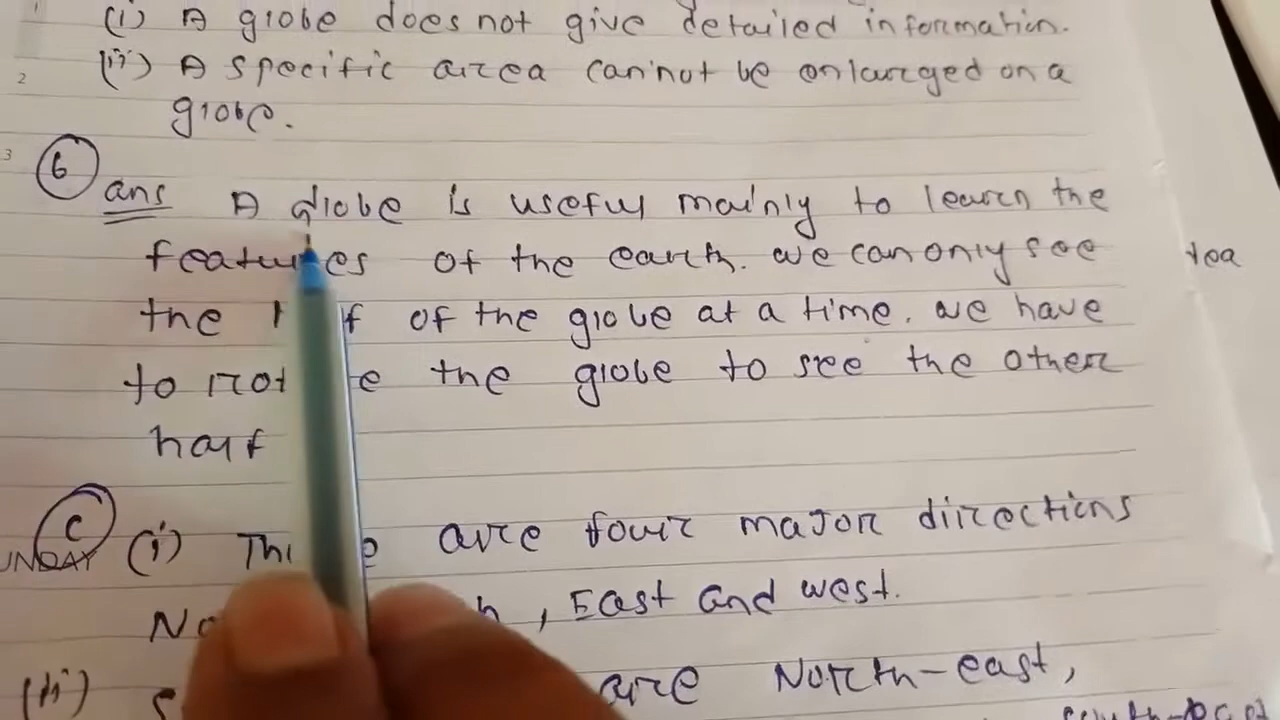 (i) A globe does not give detailed information.
(ii) A specific area cannot be enlarged on a
globe.
6
ans A globe is useful mainly to learn the
features of the earth. We can only see
the of the globe at a time. We have
to the globe to see the other
half
C (i) are four major directions
, East and west.
(ii) are North-east,
tea
2
3